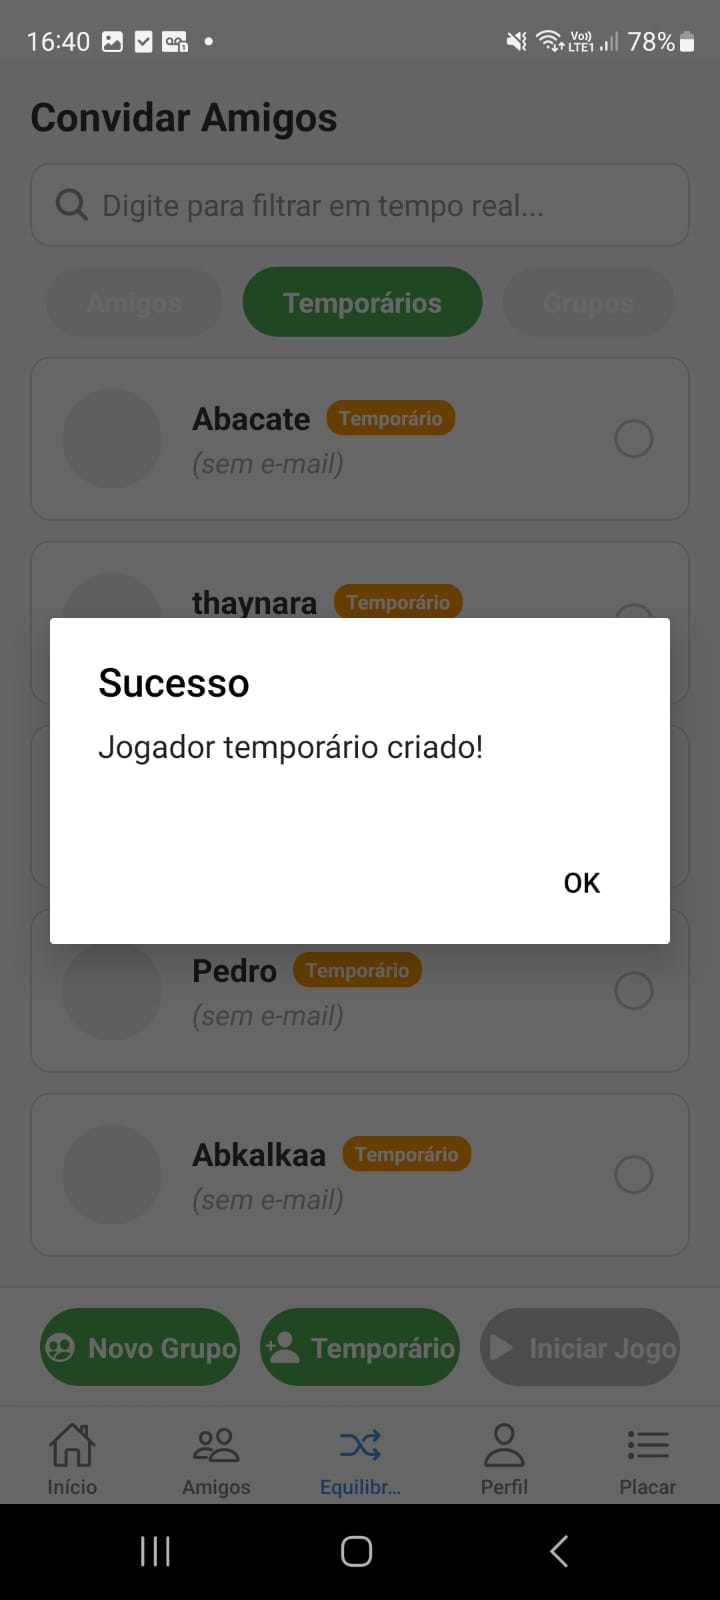 16:40
Vo)) LTE1 78%
Convidar Amigos
Digite para filtrar em tempo real...
Amigos Temporários Grupos
Abacate Temporário
(sem e-mail)
thaynara Temporário
Sucesso
Jogador temporário criado!
OK
Pedro Temporário
(sem e-mail)
Abkalkaa Temporário
(sem e-mail)
Novo Grupo Temporário Iniciar Jogo
Início Amigos Equilibr... Perfil Placar